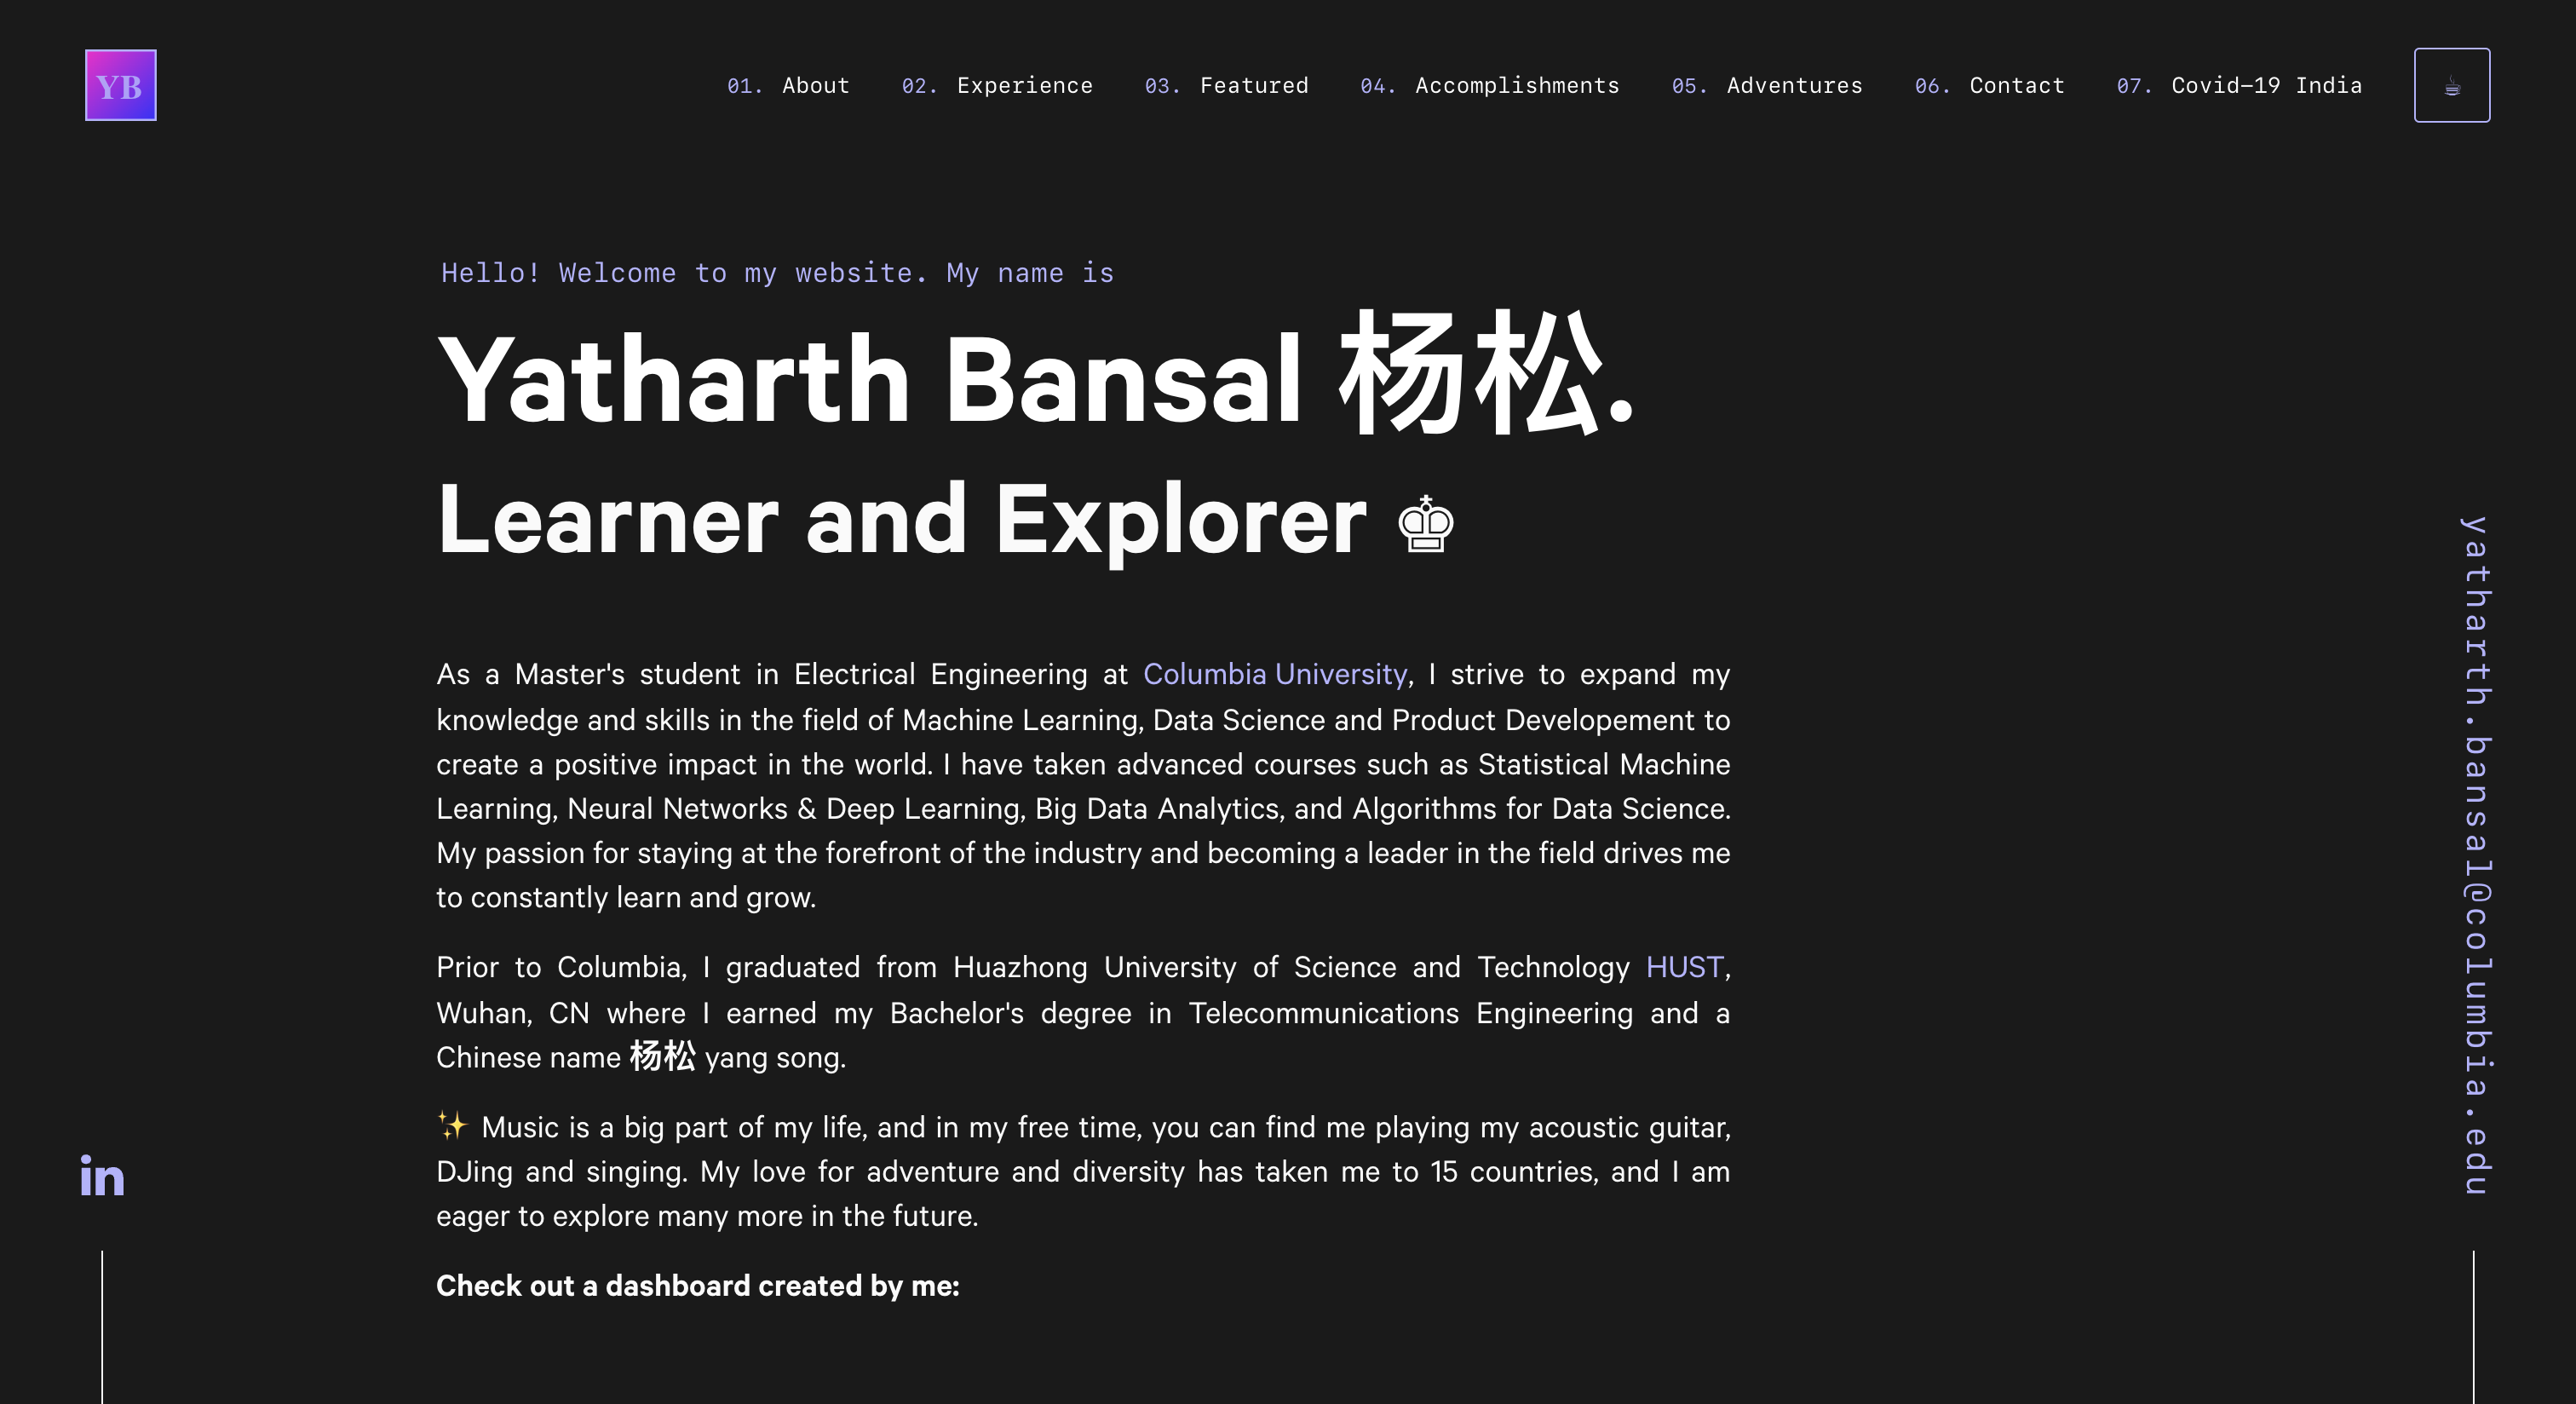 YB
01. About
02. Experience
03. Featured
04. Accomplishments
05. Adventures
06. Contact
07. Covid-19 India
Hello! Welcome to my website. My name is
Yatharth Bansal 杨松.
Learner and Explorer ♚
As a Master's student in Electrical Engineering at Columbia University, I strive to expand my
knowledge and skills in the field of Machine Learning, Data Science and Product Developement to
create a positive impact in the world. I have taken advanced courses such as Statistical Machine
Learning, Neural Networks & Deep Learning, Big Data Analytics, and Algorithms for Data Science.
My passion for staying at the forefront of the industry and becoming a leader in the field drives me
to constantly learn and grow.
Prior to Columbia, I graduated from Huazhong University of Science and Technology HUST,
Wuhan, CN where I earned my Bachelor's degree in Telecommunications Engineering and a
Chinese name 杨松 yang song.
✨ Music is a big part of my life, and in my free time, you can find me playing my acoustic guitar,
DJing and singing. My love for adventure and diversity has taken me to 15 countries, and I am
eager to explore many more in the future.
Check out a dashboard created by me:
in
yatharth.bansal@columbia.edu